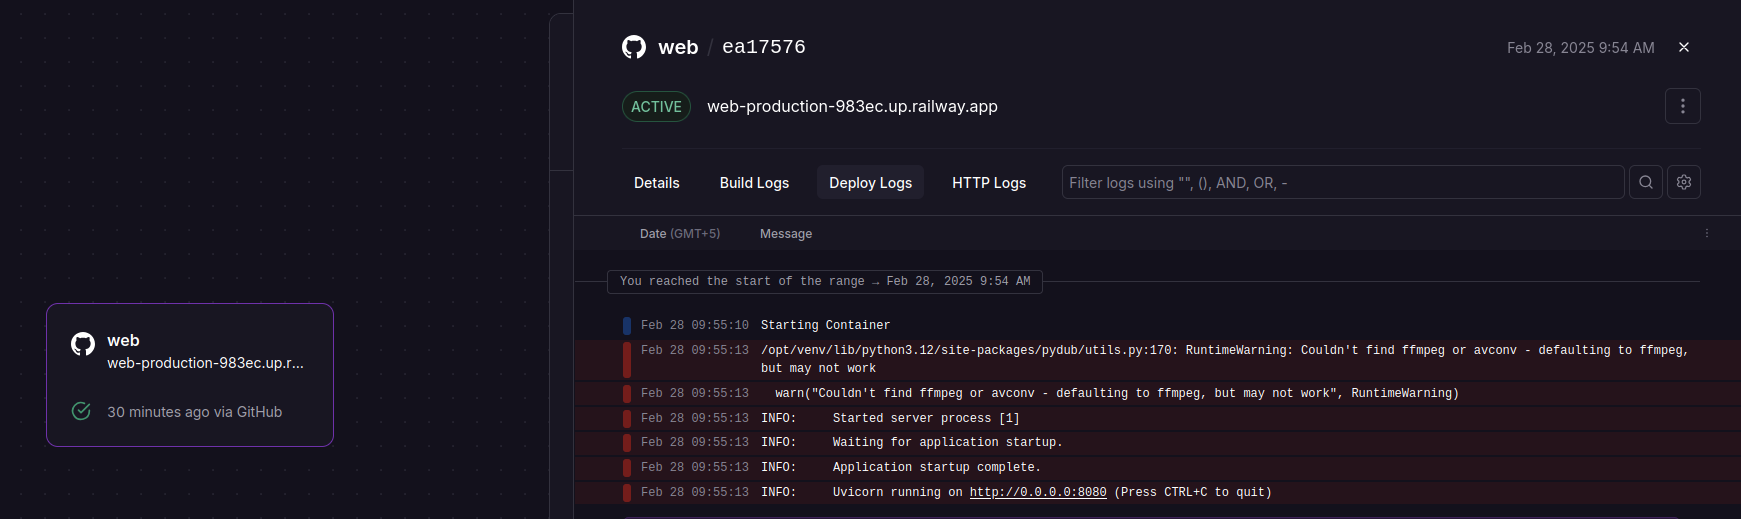 web / ea17576
Feb 28, 2025 9:54 AM
ACTIVE
web-production-983ec.up.railway.app
Details
Build Logs
Deploy Logs
HTTP Logs
Filter logs using "", (), AND, OR, -
Date (GMT+5)
Message
You reached the start of the range → Feb 28, 2025 9:54 AM
Feb 28 09:55:10 Starting Container
Feb 28 09:55:13 /opt/venv/lib/python3.12/site-packages/pydub/utils.py:170: RuntimeWarning: Couldn't find ffmpeg or avconv - defaulting to ffmpeg,
but may not work
Feb 28 09:55:13 warn("Couldn't find ffmpeg or avconv - defaulting to ffmpeg, but may not work", RuntimeWarning)
Feb 28 09:55:13 INFO: Started server process [1]
Feb 28 09:55:13 INFO: Waiting for application startup.
Feb 28 09:55:13 INFO: Application startup complete.
Feb 28 09:55:13 INFO: Uvicorn running on http://0.0.0.0:8080 (Press CTRL+C to quit)
web
web-production-983ec.up.r...
30 minutes ago via GitHub